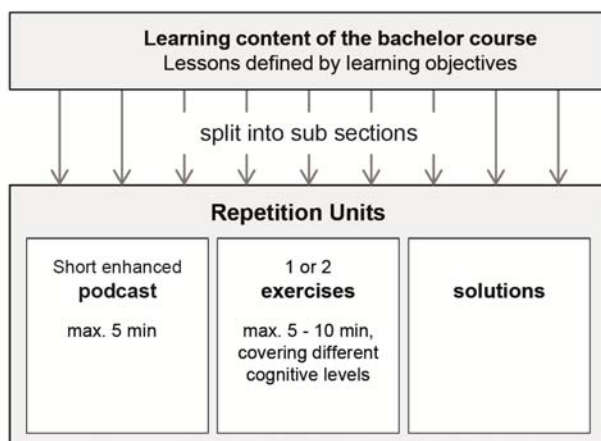 Learning content of the bachelor course
Lessons defined by learning objectives
split into sub sections
Repetition Units
Short enhanced
podcast
max. 5 min
1 or 2
exercises
max. 5 - 10 min,
covering different
cognitive levels
solutions